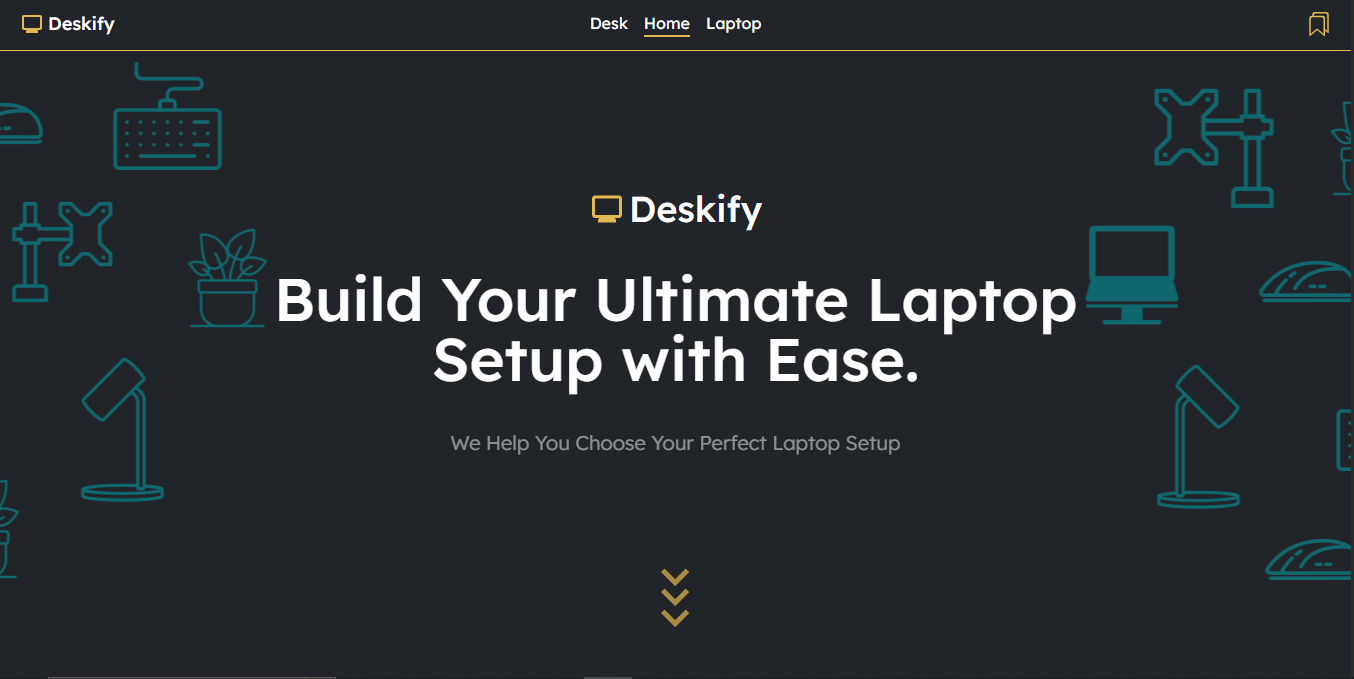 Deskify
Desk Home Laptop
Deskify
Build Your Ultimate Laptop
Setup with Ease.
We Help You Choose Your Perfect Laptop Setup